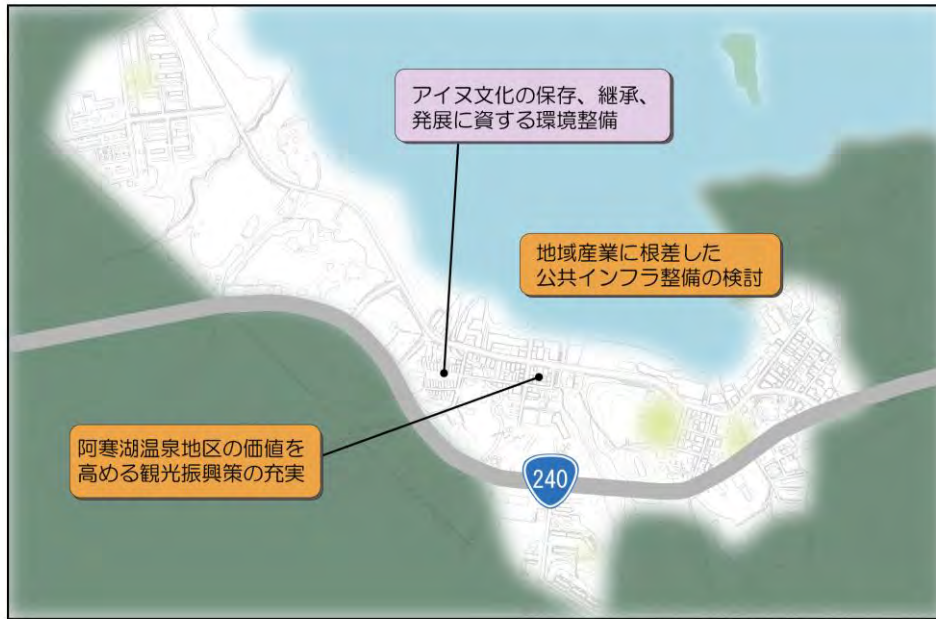 アイヌ文化の保存、継承、
発展に資する環境整備
地域産業に根差した
公共インフラ整備の検討
阿寒湖温泉地区の価値を
高める観光振興策の充実
240